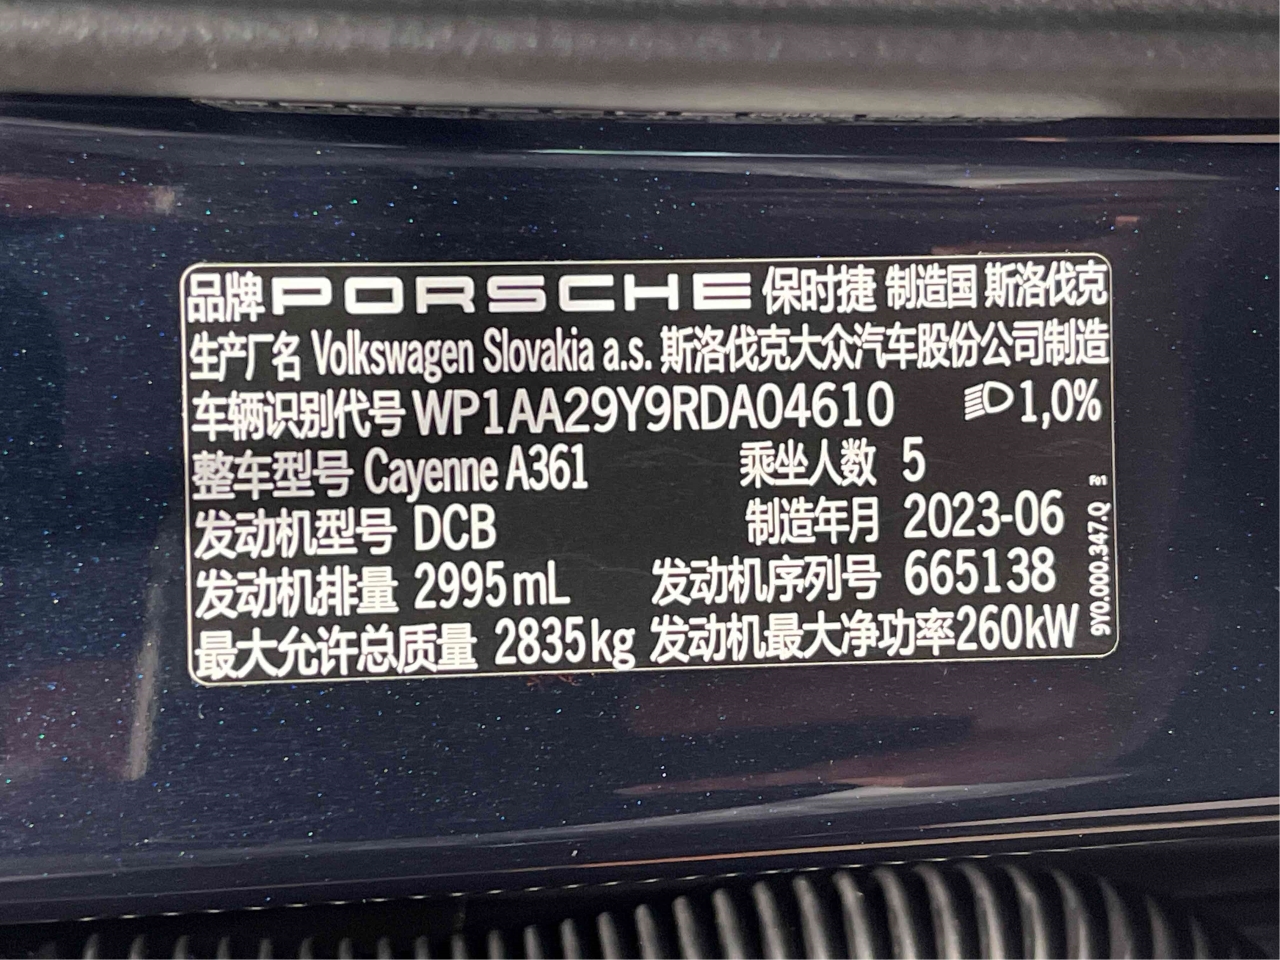 品牌 PORSCHE 保时捷 制造国 斯洛伐克
生产厂名 Volkswagen Slovakia a.s. 斯洛伐克大众汽车股份公司制造
车辆识别代号 WP1AA29Y9RDA04610 1,0%
整车型号 Cayenne A361 乘坐人数 5
发动机型号 DCB 制造年月 2023-06
发动机排量 2995mL 发动机序列号 665138
最大允许总质量 2835kg 发动机最大净功率260kW
9Y0.000.347.Q F01